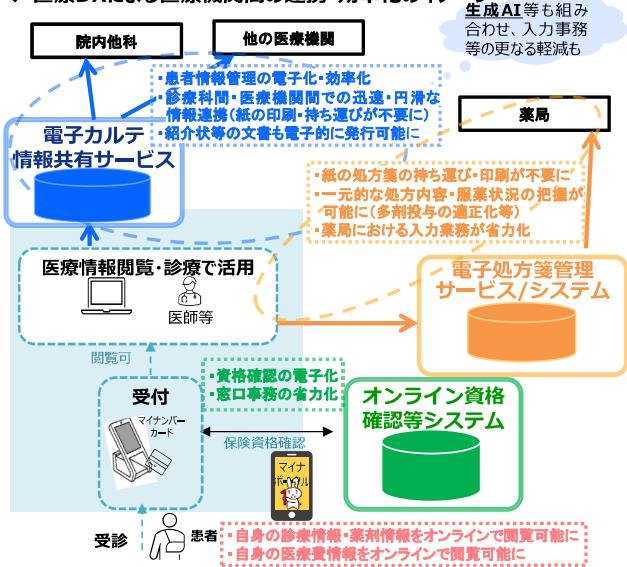 生成AI等も組み
合わせ、入力事務
等の更なる軽減も
院内他科
他の医療機関
・患者情報管理の電子化・効率化
・診療科間・医療機関間での迅速・円滑な
情報連携(紙の印刷・持ち運びが不要に)
・紹介状等の文書も電子的に発行可能に
薬局
電子カルテ
情報共有サービス
・紙の処方箋の持ち運び・印刷が不要に
・一元的な処方内容・服薬状況の把握が
可能に(多剤投与の適正化等)
・薬局における入力業務が省力化
医療情報閲覧・診療で活用
医師等
電子処方箋管理
サービス/システム
閲覧可
・資格確認の電子化
・窓口事務の省力化
受付
マイナンバー
カード
オンライン資格
確認等システム
保険資格確認
マイナ
ポータル
受診
患者
・自身の診療情報・薬剤情報をオンラインで閲覧可能に
・自身の医療費情報をオンラインで閲覧可能に